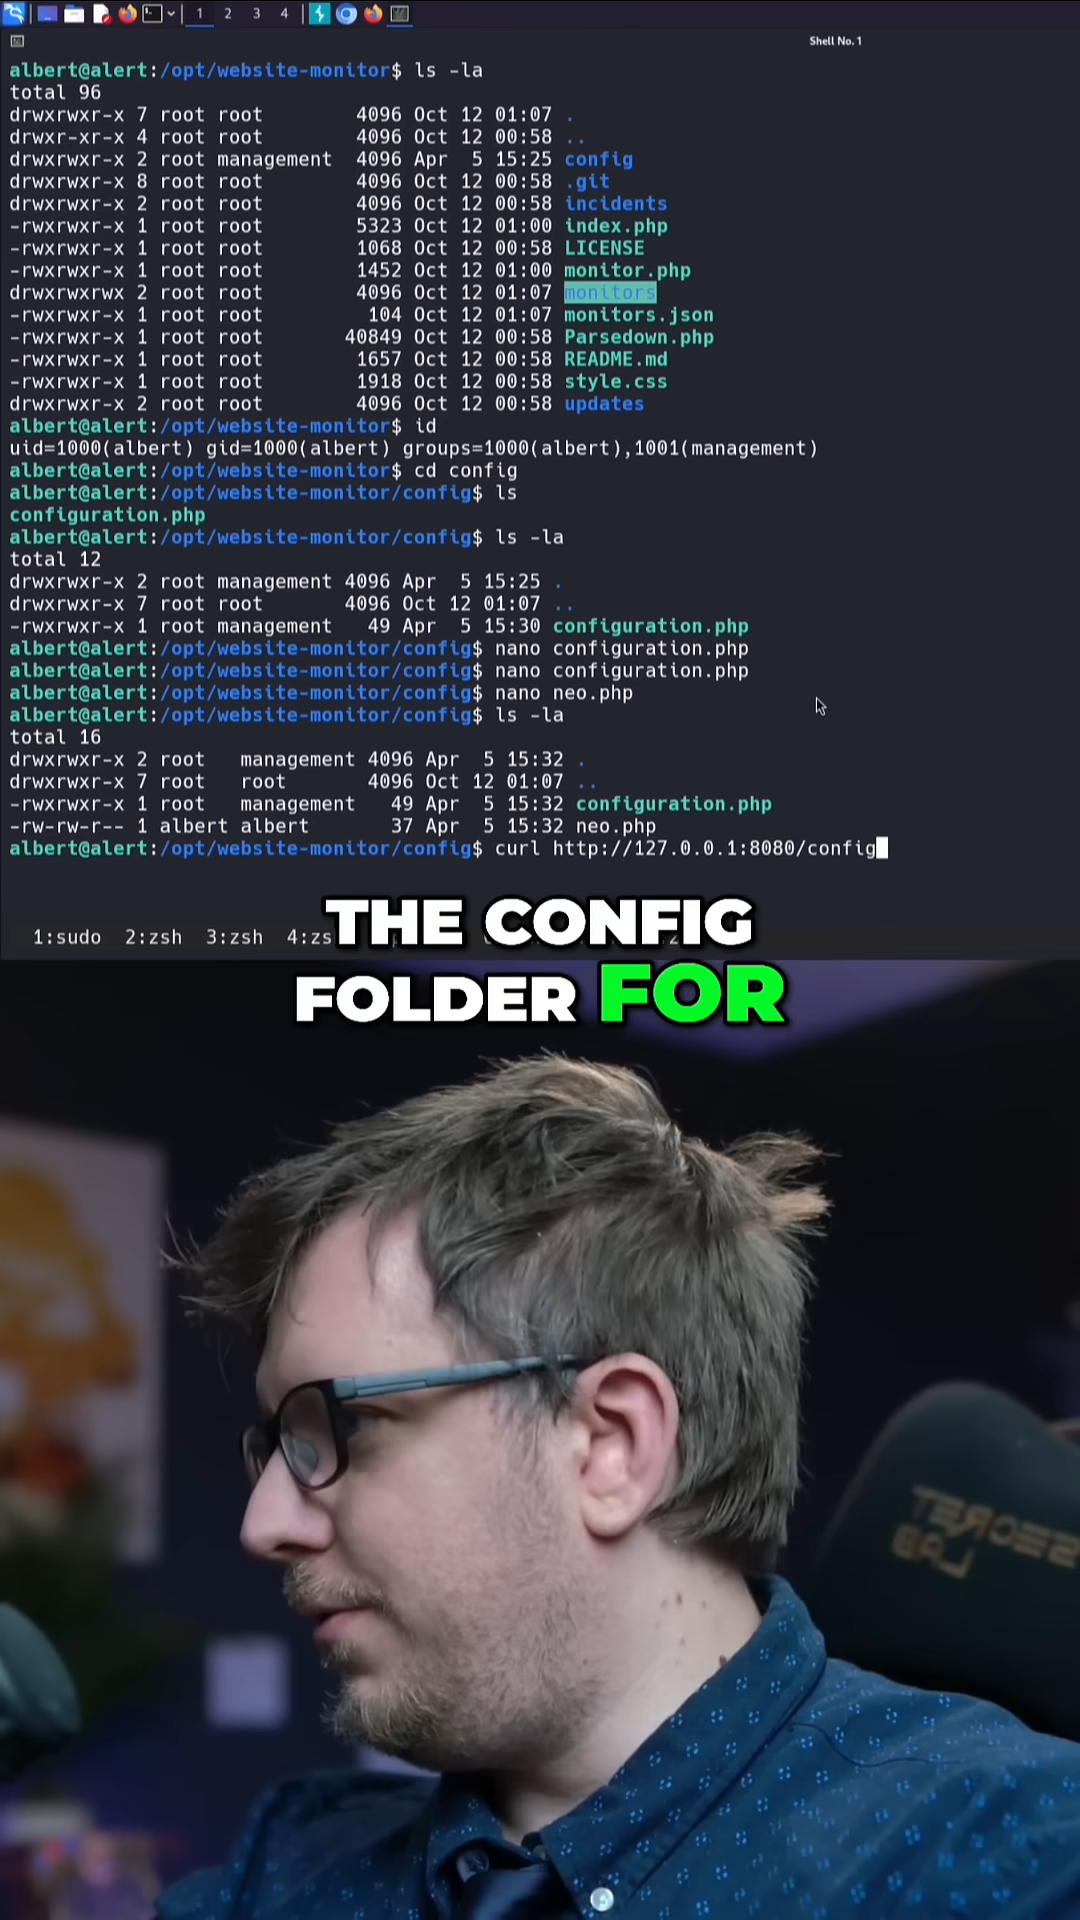 1 2 3 4
Shell No. 1
albert@alert:/opt/website-monitor$ ls -la
total 96
drwxrwxr-x 7 root root 4096 Oct 12 01:07 .
drwxr-xr-x 4 root root 4096 Oct 12 00:58 ..
drwxrwxr-x 2 root management 4096 Apr 5 15:25 config
drwxrwxr-x 8 root root 4096 Oct 12 00:58 .git
drwxrwxr-x 2 root root 4096 Oct 12 00:58 incidents
-rwxrwxr-x 1 root root 5323 Oct 12 01:00 index.php
-rwxrwxr-x 1 root root 1068 Oct 12 00:58 LICENSE
-rwxrwxr-x 1 root root 1452 Oct 12 01:00 monitor.php
drwxrwxrwx 2 root root 4096 Oct 12 01:07 monitors
-rwxrwxr-x 1 root root 104 Oct 12 01:07 monitors.json
-rwxrwxr-x 1 root root 40849 Oct 12 00:58 Parsedown.php
-rwxrwxr-x 1 root root 1657 Oct 12 00:58 README.md
-rwxrwxr-x 1 root root 1918 Oct 12 00:58 style.css
drwxrwxr-x 2 root root 4096 Oct 12 00:58 updates
albert@alert:/opt/website-monitor$ id
uid=1000(albert) gid=1000(albert) groups=1000(albert),1001(management)
albert@alert:/opt/website-monitor$ cd config
albert@alert:/opt/website-monitor/config$ ls
configuration.php
albert@alert:/opt/website-monitor/config$ ls -la
total 12
drwxrwxr-x 2 root management 4096 Apr 5 15:25 .
drwxrwxr-x 7 root root 4096 Oct 12 01:07 ..
-rwxrwxr-x 1 root management 49 Apr 5 15:30 configuration.php
albert@alert:/opt/website-monitor/config$ nano configuration.php
albert@alert:/opt/website-monitor/config$ nano configuration.php
albert@alert:/opt/website-monitor/config$ nano neo.php
albert@alert:/opt/website-monitor/config$ ls -la
total 16
drwxrwxr-x 2 root management 4096 Apr 5 15:32 .
drwxrwxr-x 7 root root 4096 Oct 12 01:07 ..
-rwxrwxr-x 1 root management 49 Apr 5 15:32 configuration.php
-rw-rw-r-- 1 albert albert 37 Apr 5 15:32 neo.php
albert@alert:/opt/website-monitor/config$ curl http://127.0.0.1:8080/config
1:sudo 2:zsh 3:zsh 4:zs
THE CONFIG
FOLDER FOR
SECRET
LAB